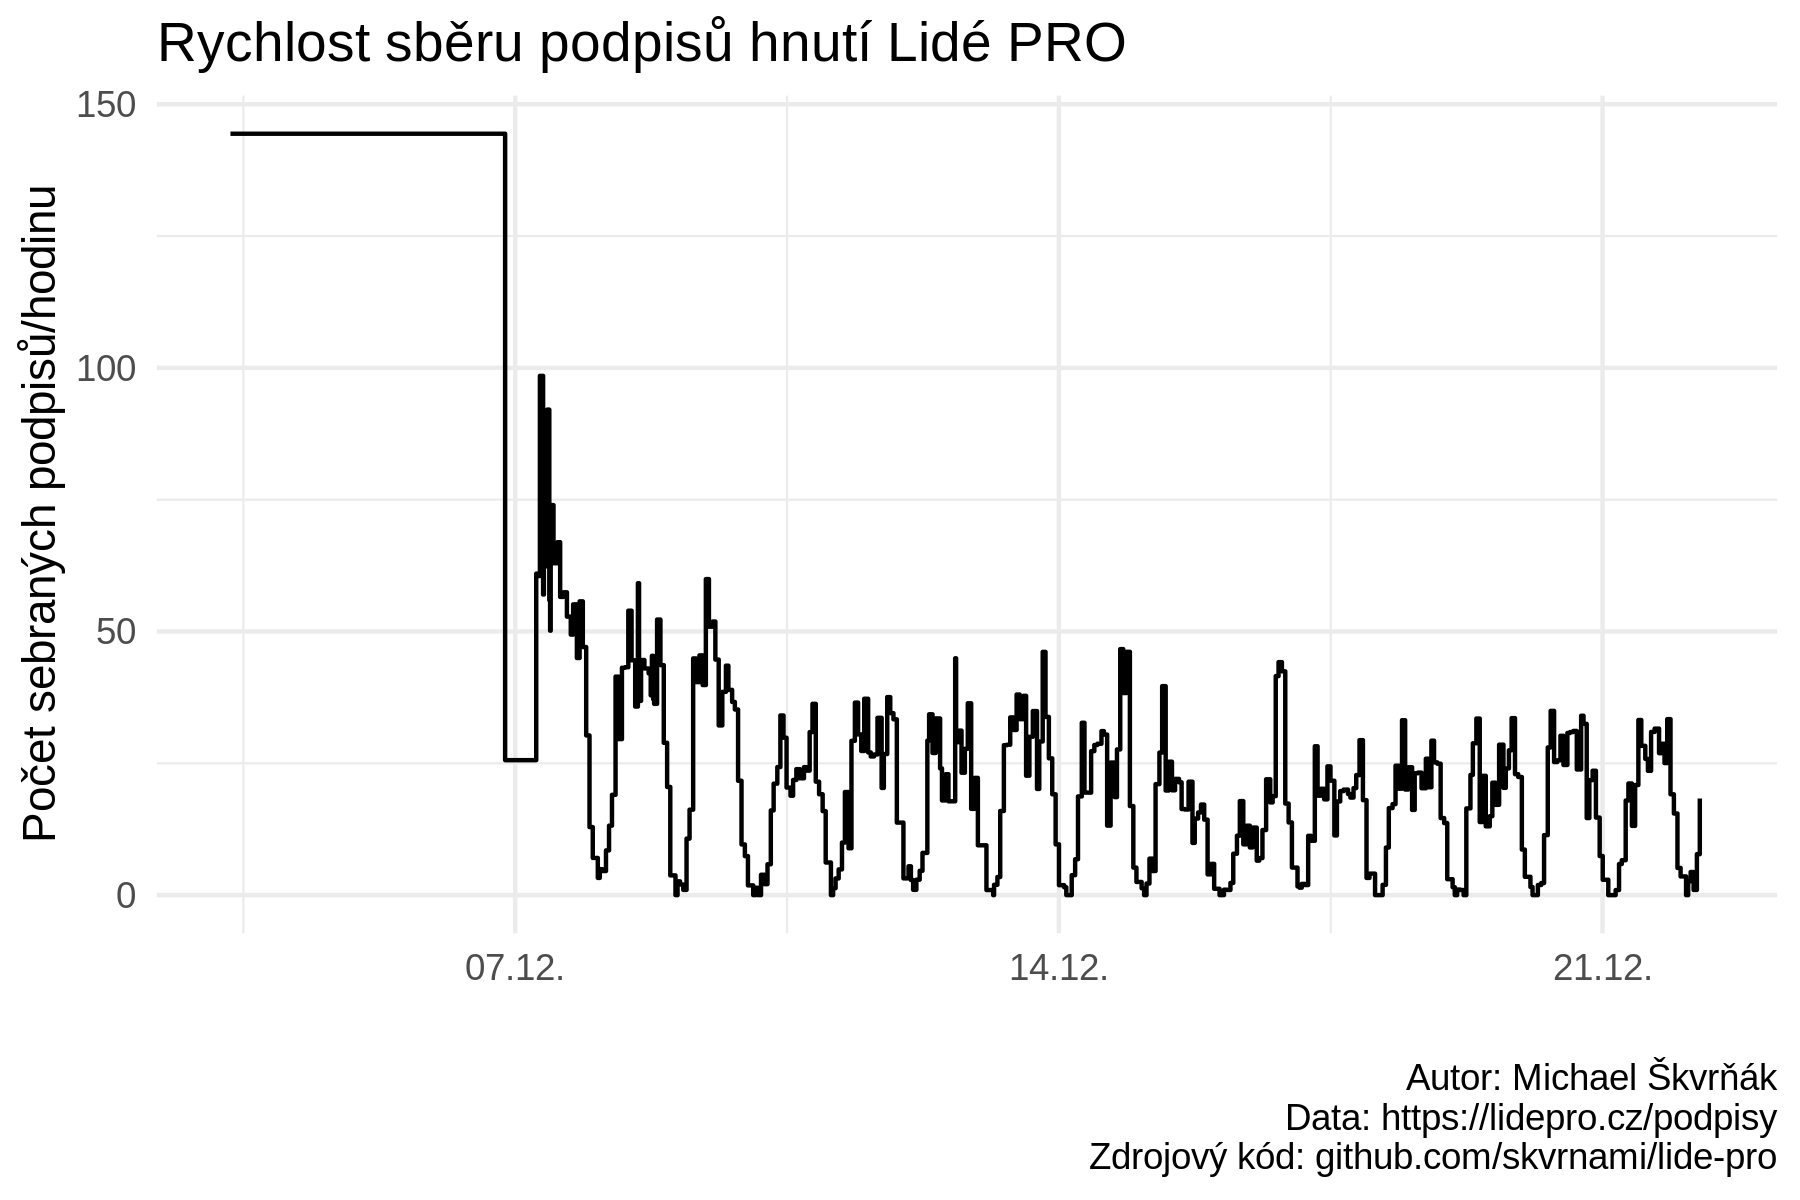 Rychlost sběru podpisů hnutí Lidé PRO
Počet sebraných podpisů/hodinu
150
100
50
0
07.12.
14.12.
21.12.
Autor: Michael Škvrňák
Data: https://lidepro.cz/podpisy
Zdrojový kód: github.com/skvrnami/lide-pro